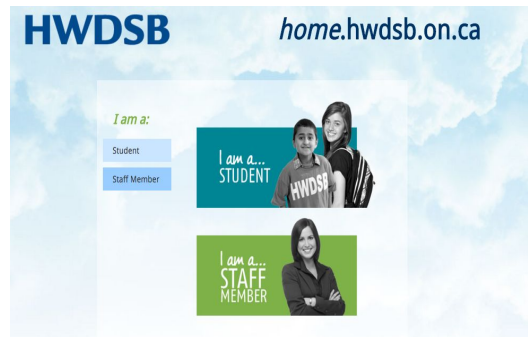 HWDSB
home.hwdsb.on.ca
I am a:
Student
Staff Member
I am a...
STUDENT
HWDSB
I am a...
STAFF
MEMBER